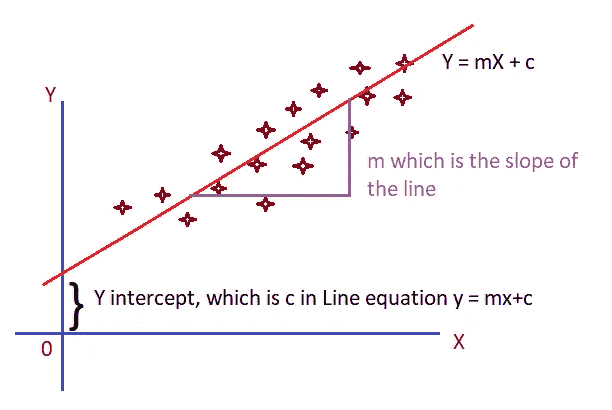 Y = mX + c
Y
m which is the slope of
the line
Y intercept, which is c in Line equation y = mx+c
0
X